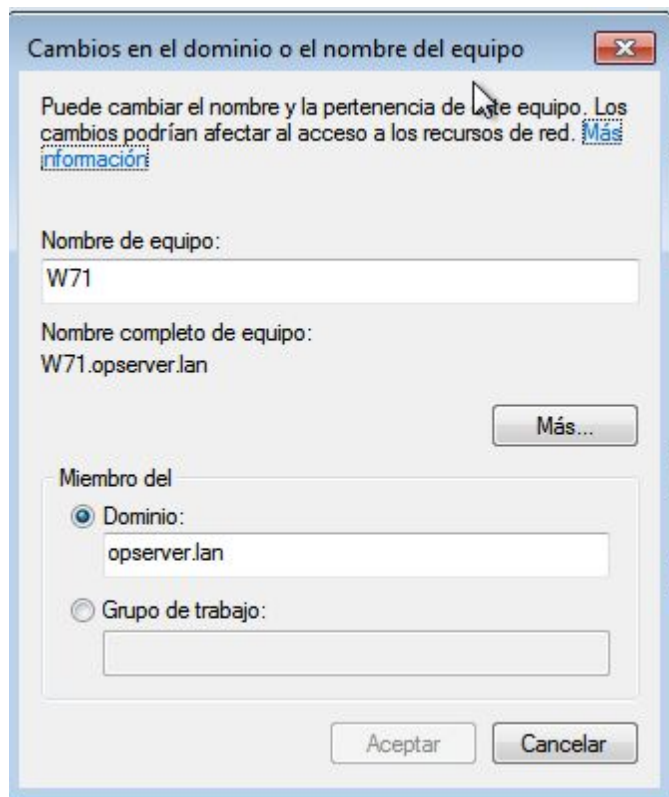 Cambios en el dominio o el nombre del equipo
Puede cambiar el nombre y la pertenencia de este equipo. Los
cambios podrían afectar al acceso a los recursos de red. Más
información
Nombre de equipo:
W71
Nombre completo de equipo:
W71.opserver.lan
Más...
Miembro del
Dominio:
opserver.lan
Grupo de trabajo:
Aceptar
Cancelar